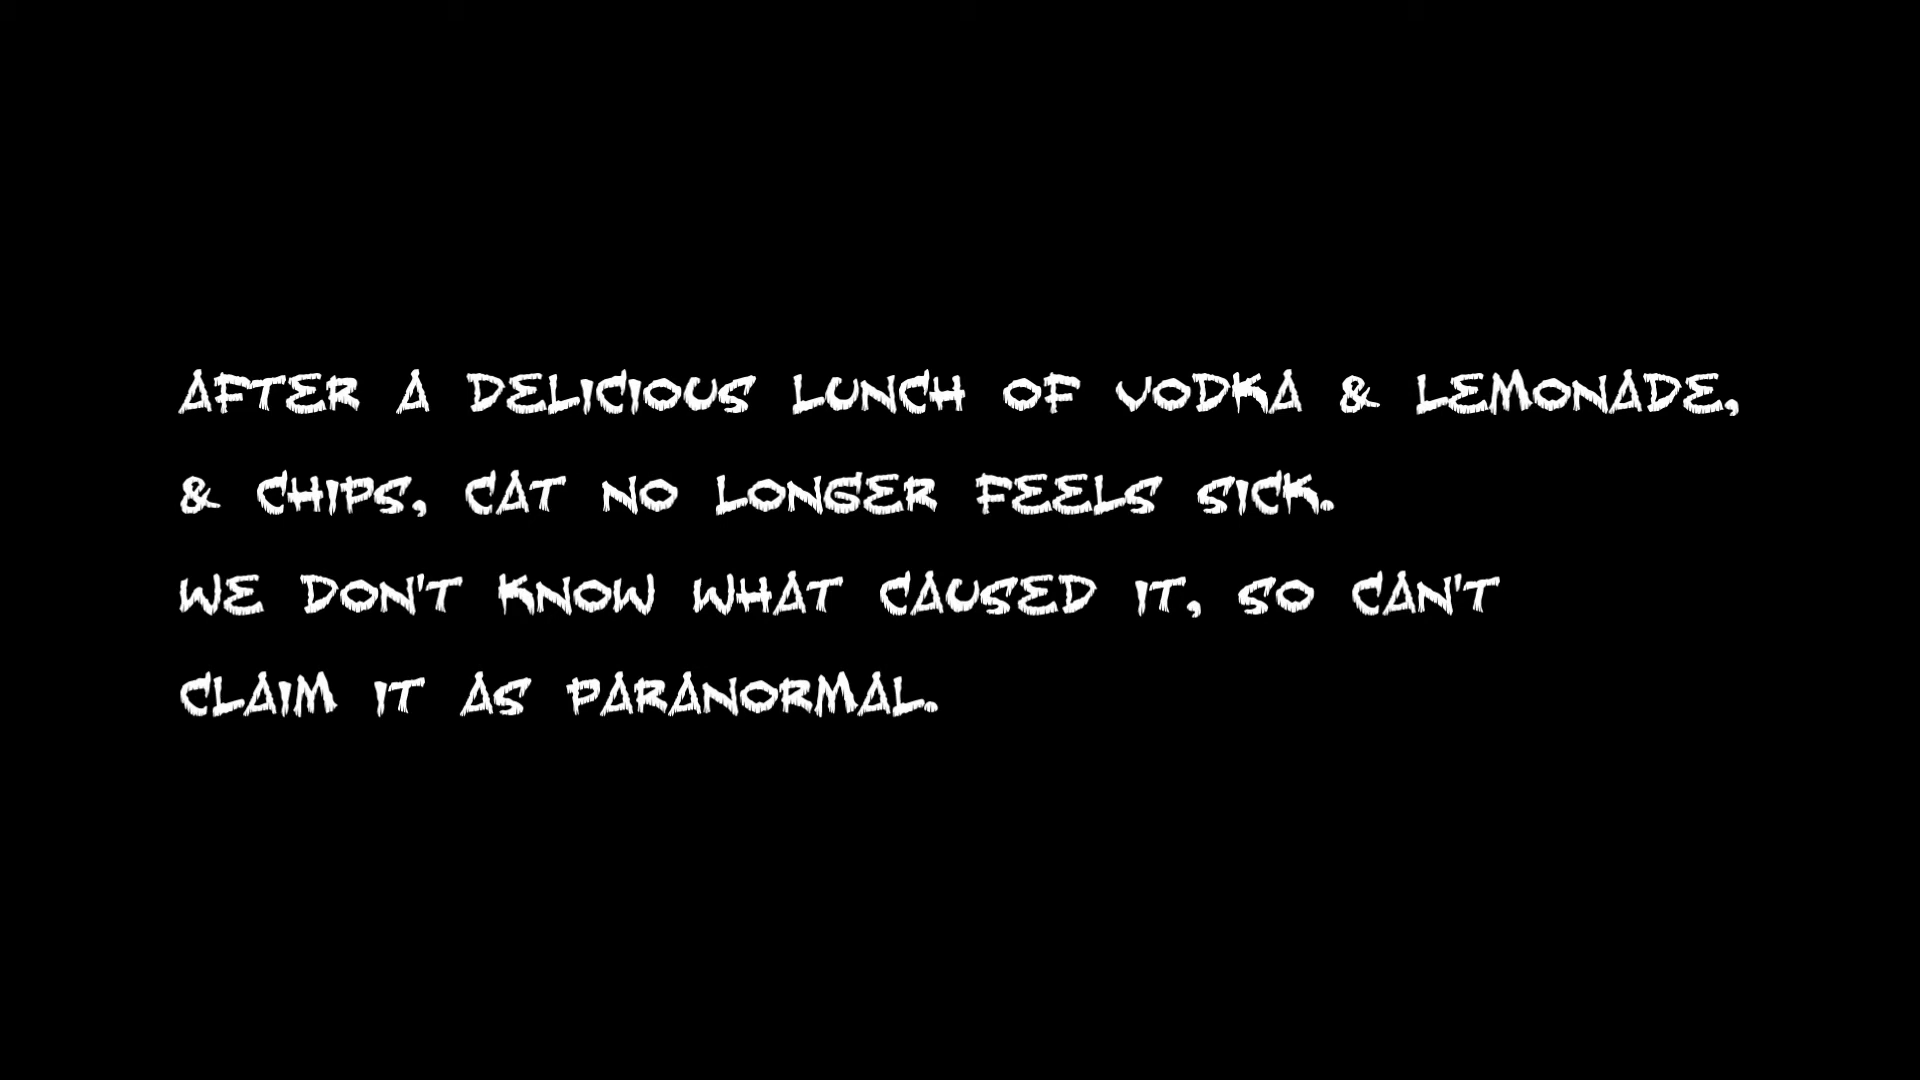 AFTER A DELICIOUS LUNCH OF VODKA & LEMONADE,
& CHIPS, CAT NO LONGER FEELS SICK.
WE DON'T KNOW WHAT CAUSED IT, SO CAN'T
CLAIM IT AS PARANORMAL.